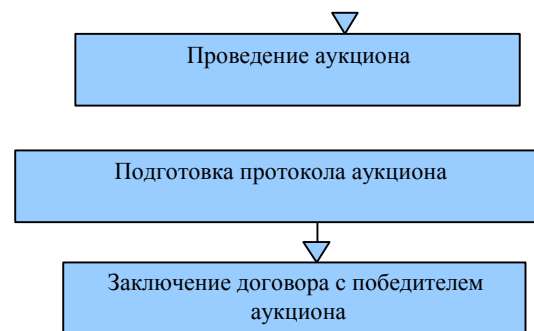 Проведение аукциона
Подготовка протокола аукциона
Заключение договора с победителем
аукциона